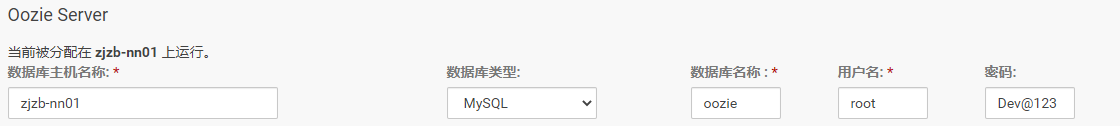 Oozie Server
当前被分配在 zjzb-nn01 上运行。
数据库主机名称: * 数据库类型: 数据库名称 : * 用户名: * 密码:
zjzb-nn01 MySQL oozie root Dev@123